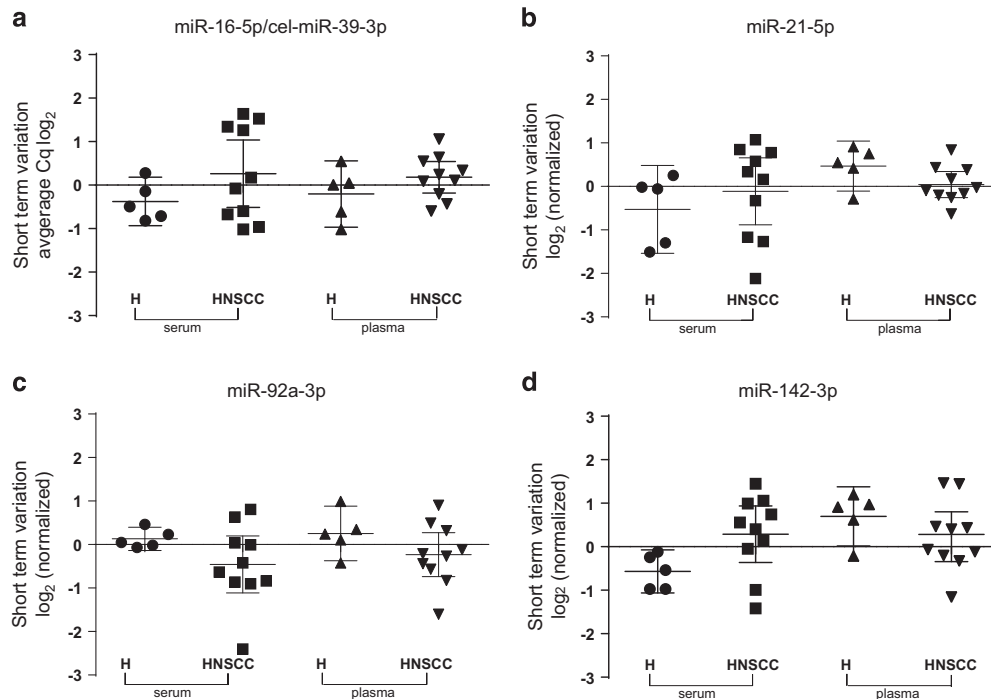 a
miR-16-5p/cel-miR-39-3p
Short term variation
avgerage Cq log2
3
2
1
0
-1
-2
-3
H HNSCC H HNSCC
serum plasma
b
miR-21-5p
Short term variation
log2 (normalized)
3
2
1
0
-1
-2
-3
H HNSCC H HNSCC
serum plasma
c
miR-92a-3p
Short term variation
log2 (normalized)
3
2
1
0
-1
-2
-3
H HNSCC H HNSCC
serum plasma
d
miR-142-3p
Short term variation
log2 (normalized)
3
2
1
0
-1
-2
-3
H HNSCC H HNSCC
serum plasma